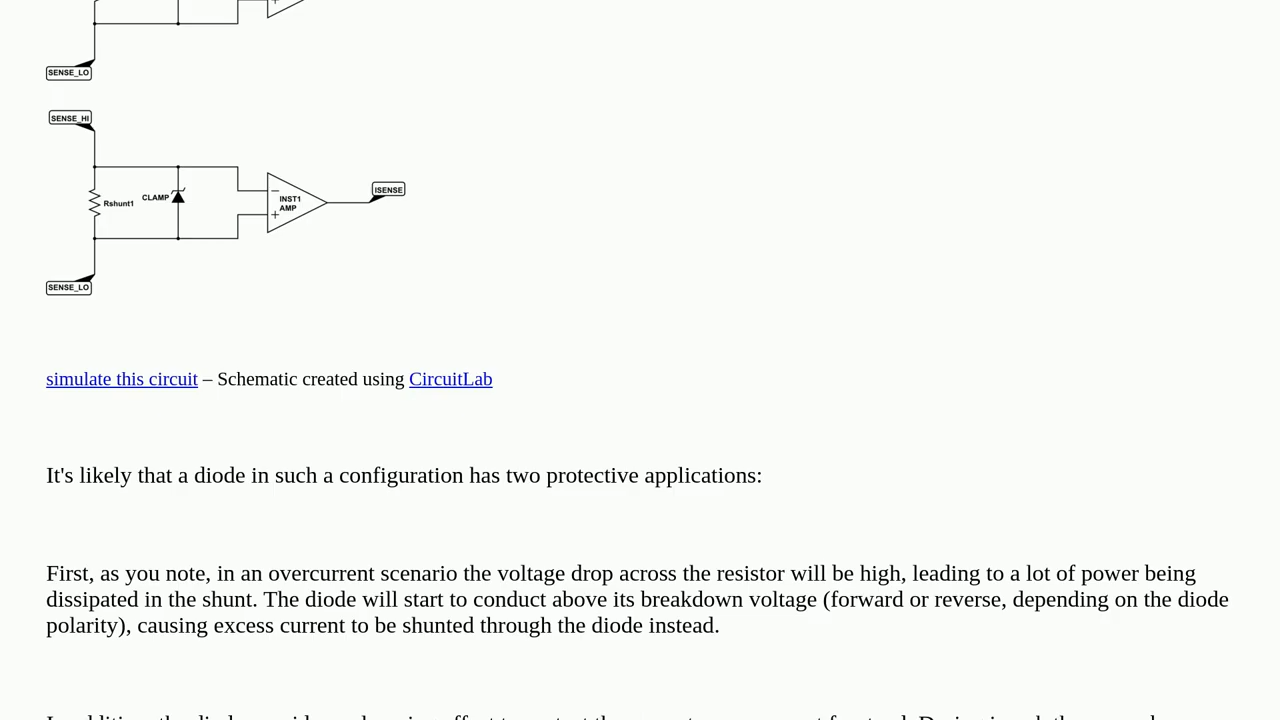 SENSE_LO
SENSE_HI
ISENSE
CLAMP
INST1
Rshunt1
AMP
SENSE_LO
simulate this circuit – Schematic created using CircuitLab
It's likely that a diode in such a configuration has two protective applications:
First, as you note, in an overcurrent scenario the voltage drop across the resistor will be high, leading to a lot of power being
dissipated in the shunt. The diode will start to conduct above its breakdown voltage (forward or reverse, depending on the diode
polarity), causing excess current to be shunted through the diode instead.